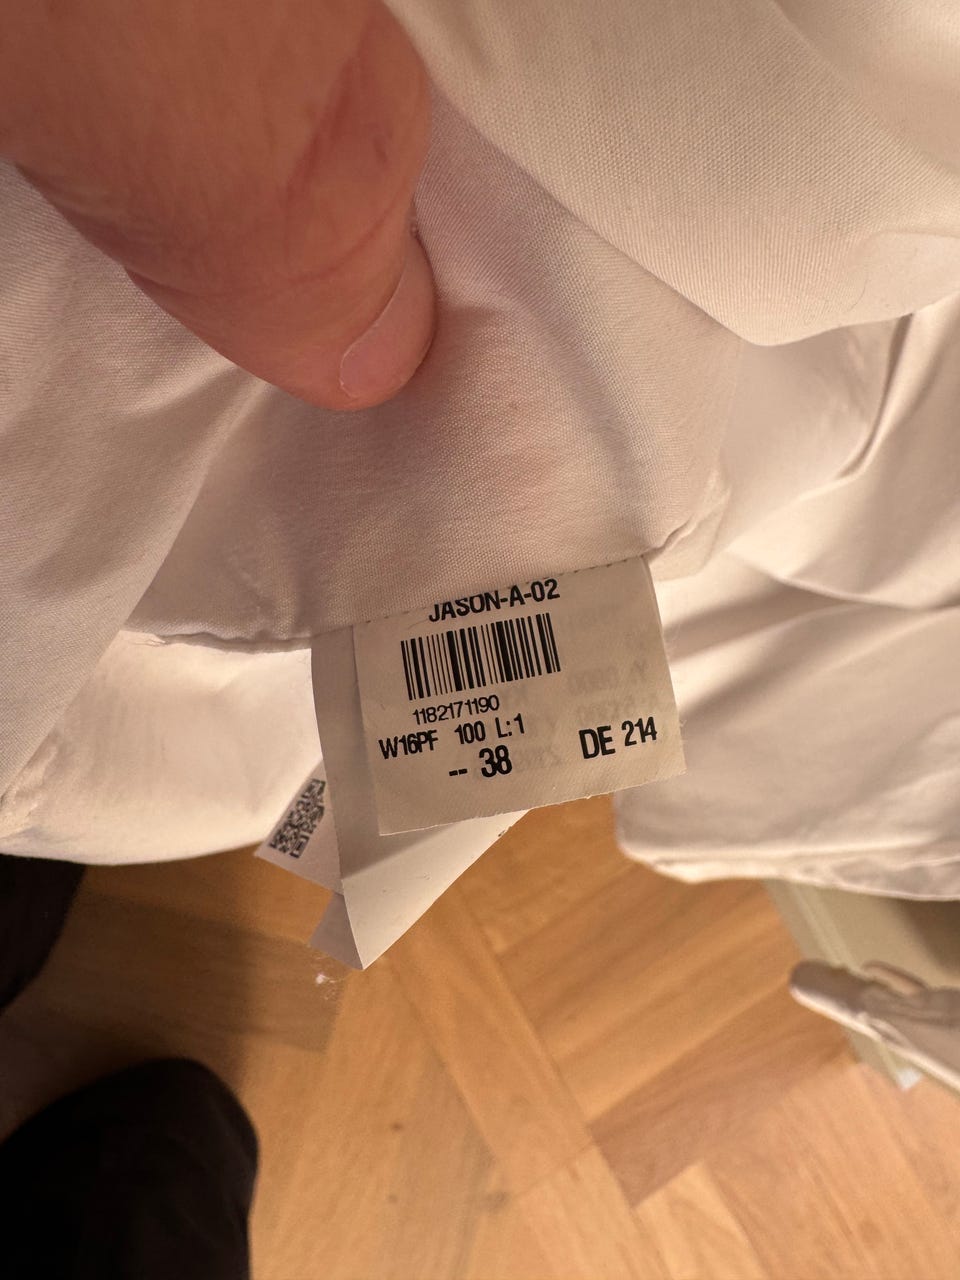 JASON-A-02
1182171190
W16PF 100 L:1
-- 38 DE 214